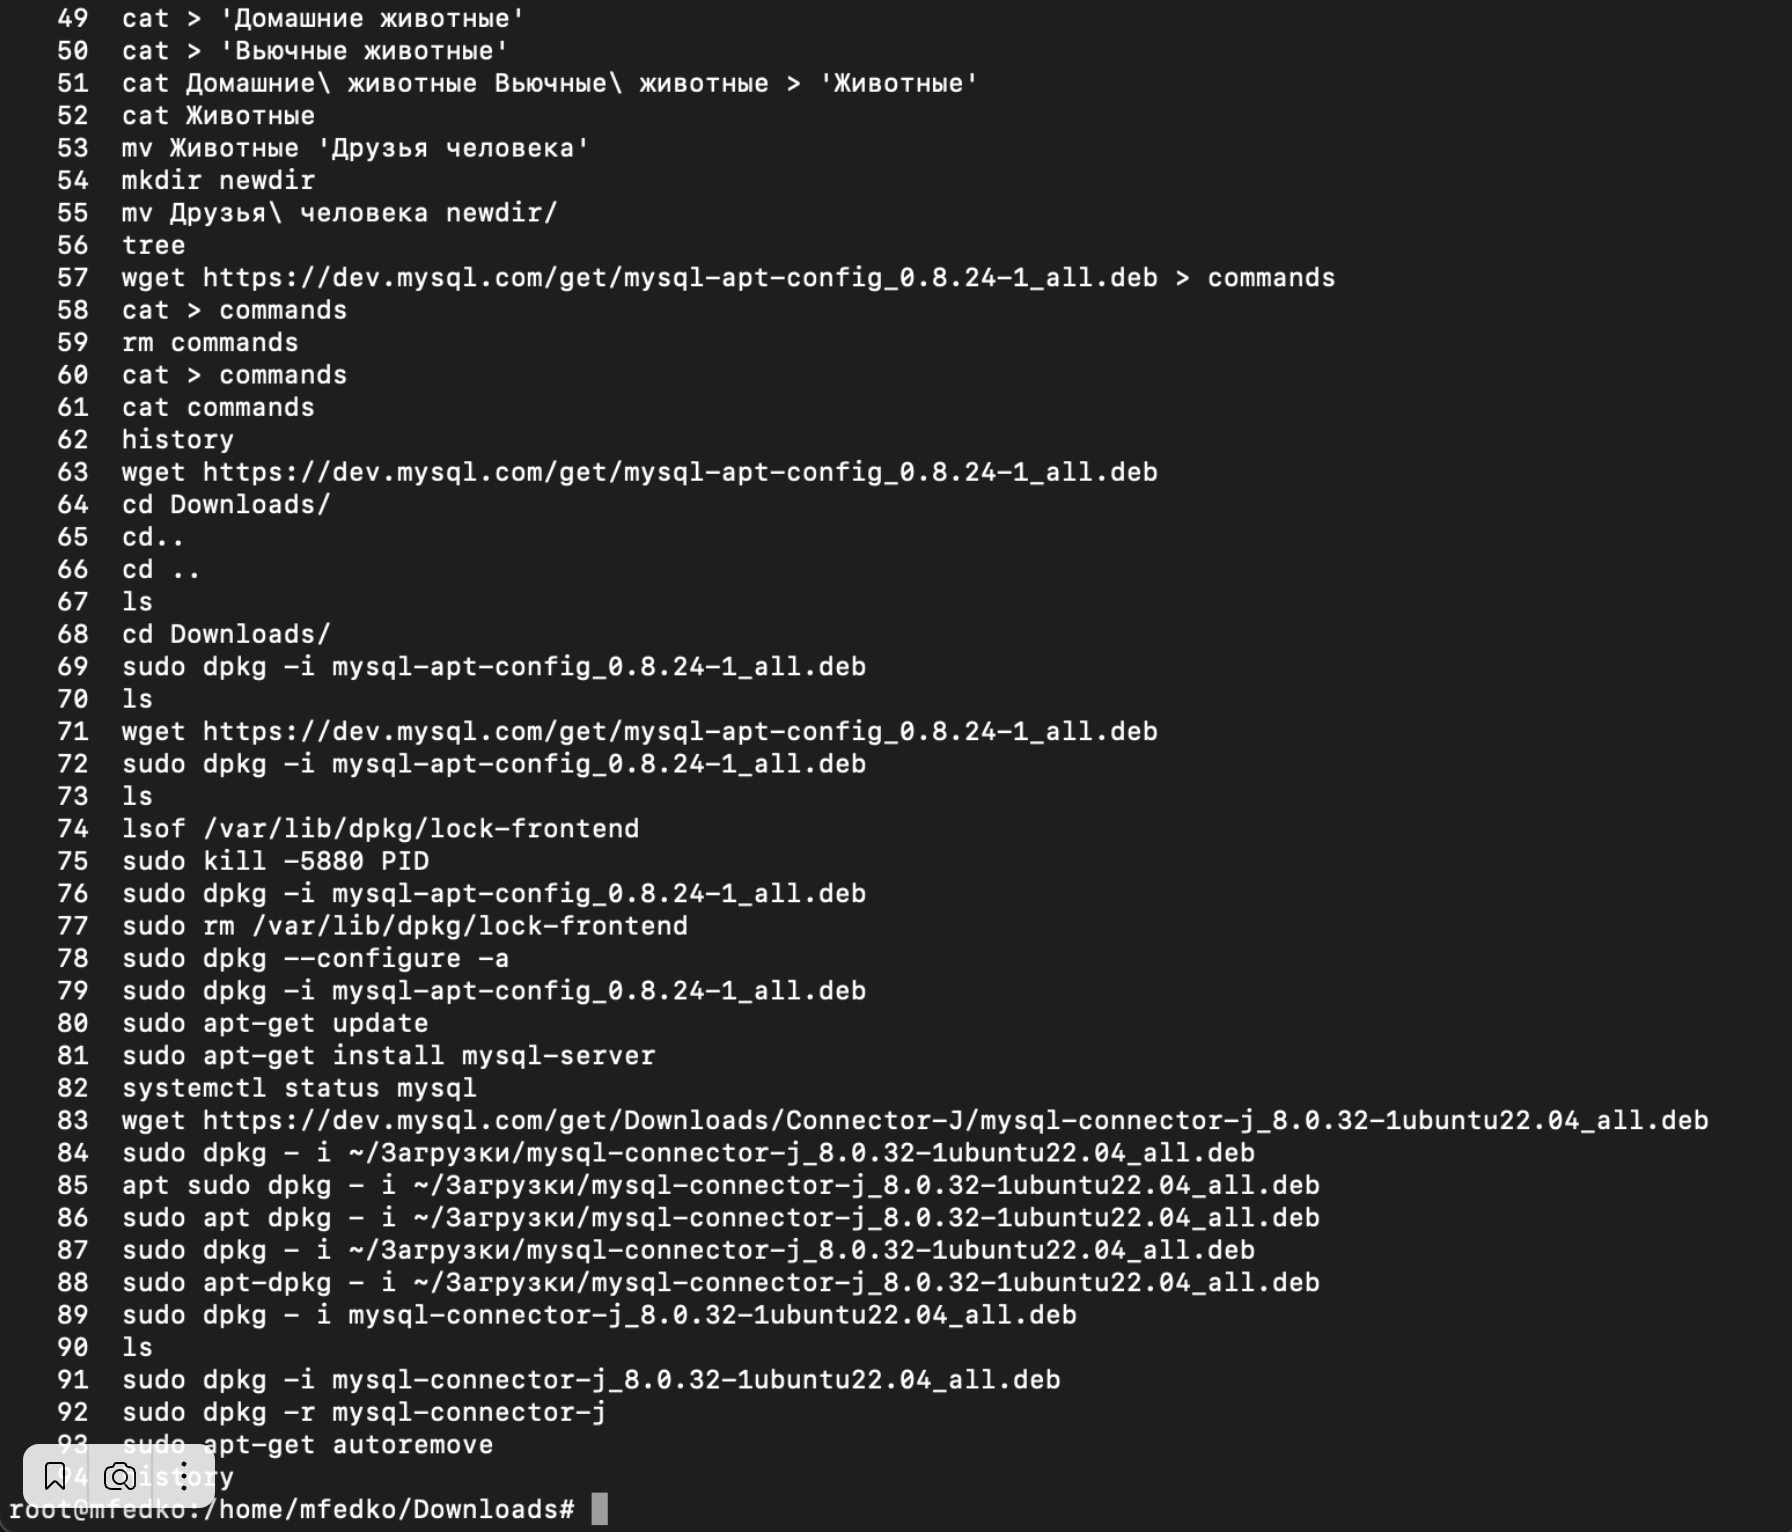 49 cat > 'Домашние животные'
50 cat > 'Вьючные животные'
51 cat Домашние\ животные Вьючные\ животные > 'Животные'
52 cat Животные
53 mv Животные 'Друзья человека'
54 mkdir newdir
55 mv Друзья\ человека newdir/
56 tree
57 wget https://dev.mysql.com/get/mysql-apt-config_0.8.24-1_all.deb > commands
58 cat > commands
59 rm commands
60 cat > commands
61 cat commands
62 history
63 wget https://dev.mysql.com/get/mysql-apt-config_0.8.24-1_all.deb
64 cd Downloads/
65 cd..
66 cd ..
67 ls
68 cd Downloads/
69 sudo dpkg -i mysql-apt-config_0.8.24-1_all.deb
70 ls
71 wget https://dev.mysql.com/get/mysql-apt-config_0.8.24-1_all.deb
72 sudo dpkg -i mysql-apt-config_0.8.24-1_all.deb
73 ls
74 lsof /var/lib/dpkg/lock-frontend
75 sudo kill -5880 PID
76 sudo dpkg -i mysql-apt-config_0.8.24-1_all.deb
77 sudo rm /var/lib/dpkg/lock-frontend
78 sudo dpkg --configure -a
79 sudo dpkg -i mysql-apt-config_0.8.24-1_all.deb
80 sudo apt-get update
81 sudo apt-get install mysql-server
82 systemctl status mysql
83 wget https://dev.mysql.com/get/Downloads/Connector-J/mysql-connector-j_8.0.32-1ubuntu22.04_all.deb
84 sudo dpkg - i ~/Загрузки/mysql-connector-j_8.0.32-1ubuntu22.04_all.deb
85 apt sudo dpkg - i ~/Загрузки/mysql-connector-j_8.0.32-1ubuntu22.04_all.deb
86 sudo apt dpkg - i ~/Загрузки/mysql-connector-j_8.0.32-1ubuntu22.04_all.deb
87 sudo dpkg - i ~/Загрузки/mysql-connector-j_8.0.32-1ubuntu22.04_all.deb
88 sudo apt-dpkg - i ~/Загрузки/mysql-connector-j_8.0.32-1ubuntu22.04_all.deb
89 sudo dpkg - i mysql-connector-j_8.0.32-1ubuntu22.04_all.deb
90 ls
91 sudo dpkg -i mysql-connector-j_8.0.32-1ubuntu22.04_all.deb
92 sudo dpkg -r mysql-connector-j
93 sudo apt-get autoremove
94 history
root@mfedko:/home/mfedko/Downloads#